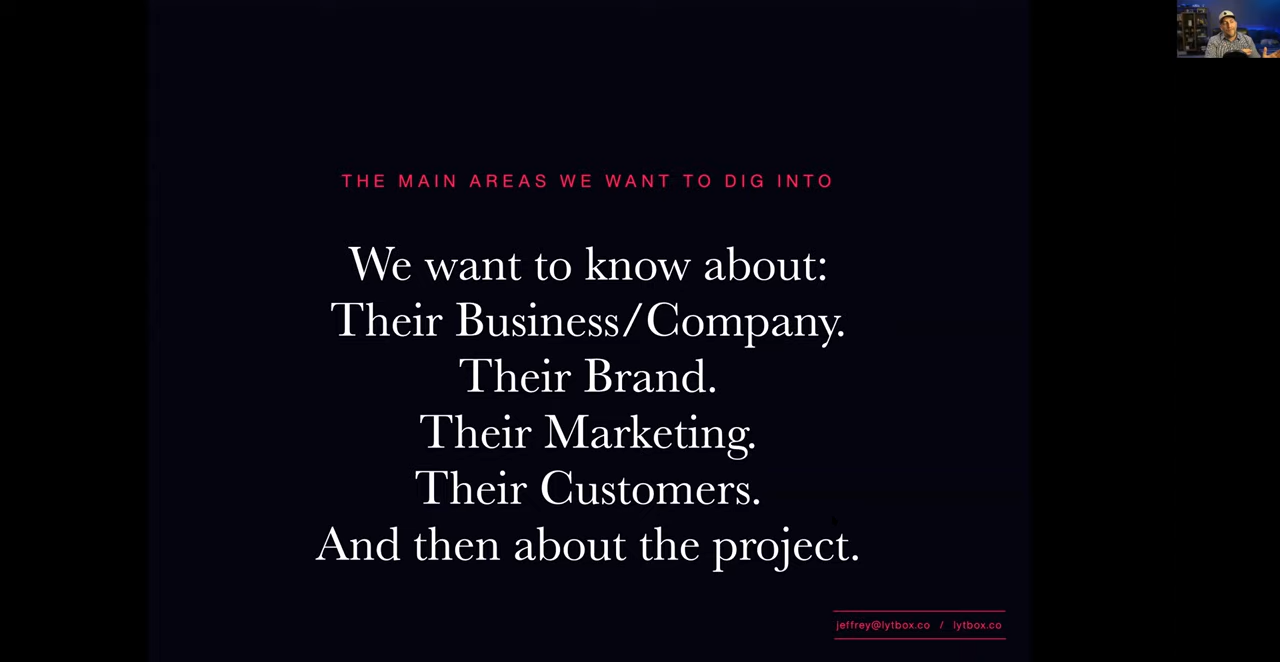 THE MAIN AREAS WE WANT TO DIG INTO
We want to know about:
Their Business/Company.
Their Brand.
Their Marketing.
Their Customers.
And then about the project.
jeffrey@lytbox.co / lytbox.co